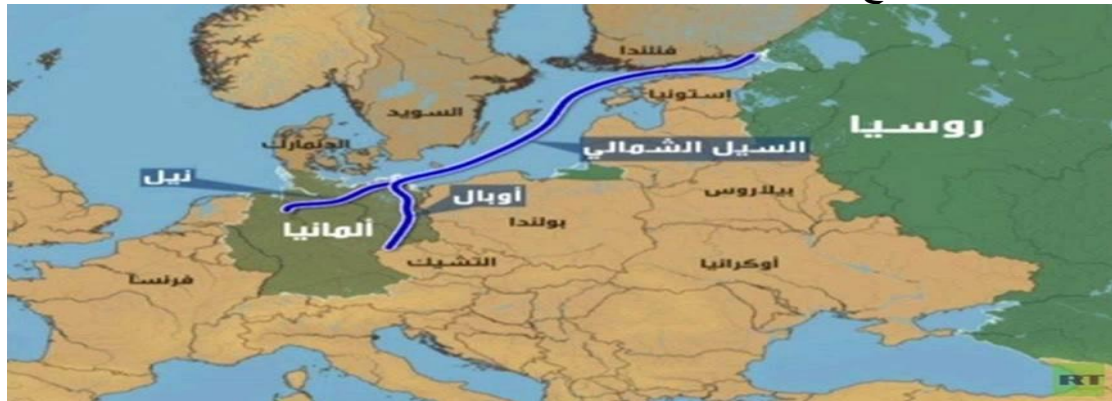 فنلندا
إستونيا
السويد
روسيا
السيل الشمالي
الدنمارك
نيل
أوبال
بيلاروس
بولندا
ألمانيا
التشيك
أوكرانيا
فرنسا
RT